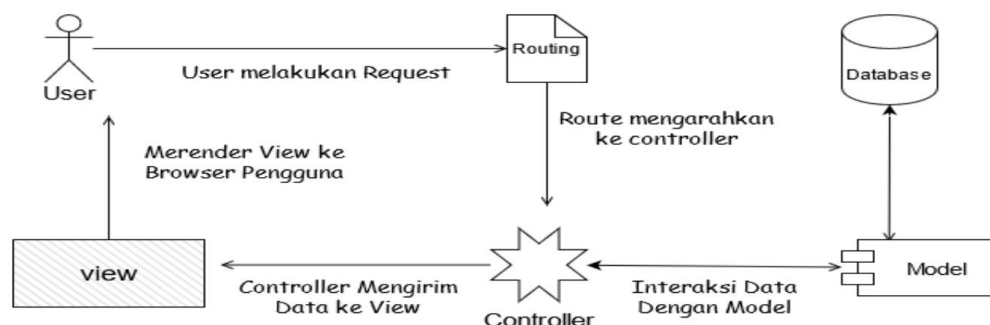 Routing
Database
User melakukan Request
User
Route mengarahkan
ke controller
Merender View ke
Browser Pengguna
view
Controller Mengirim
Data ke View
Interaksi Data
Dengan Model
Model
Controller